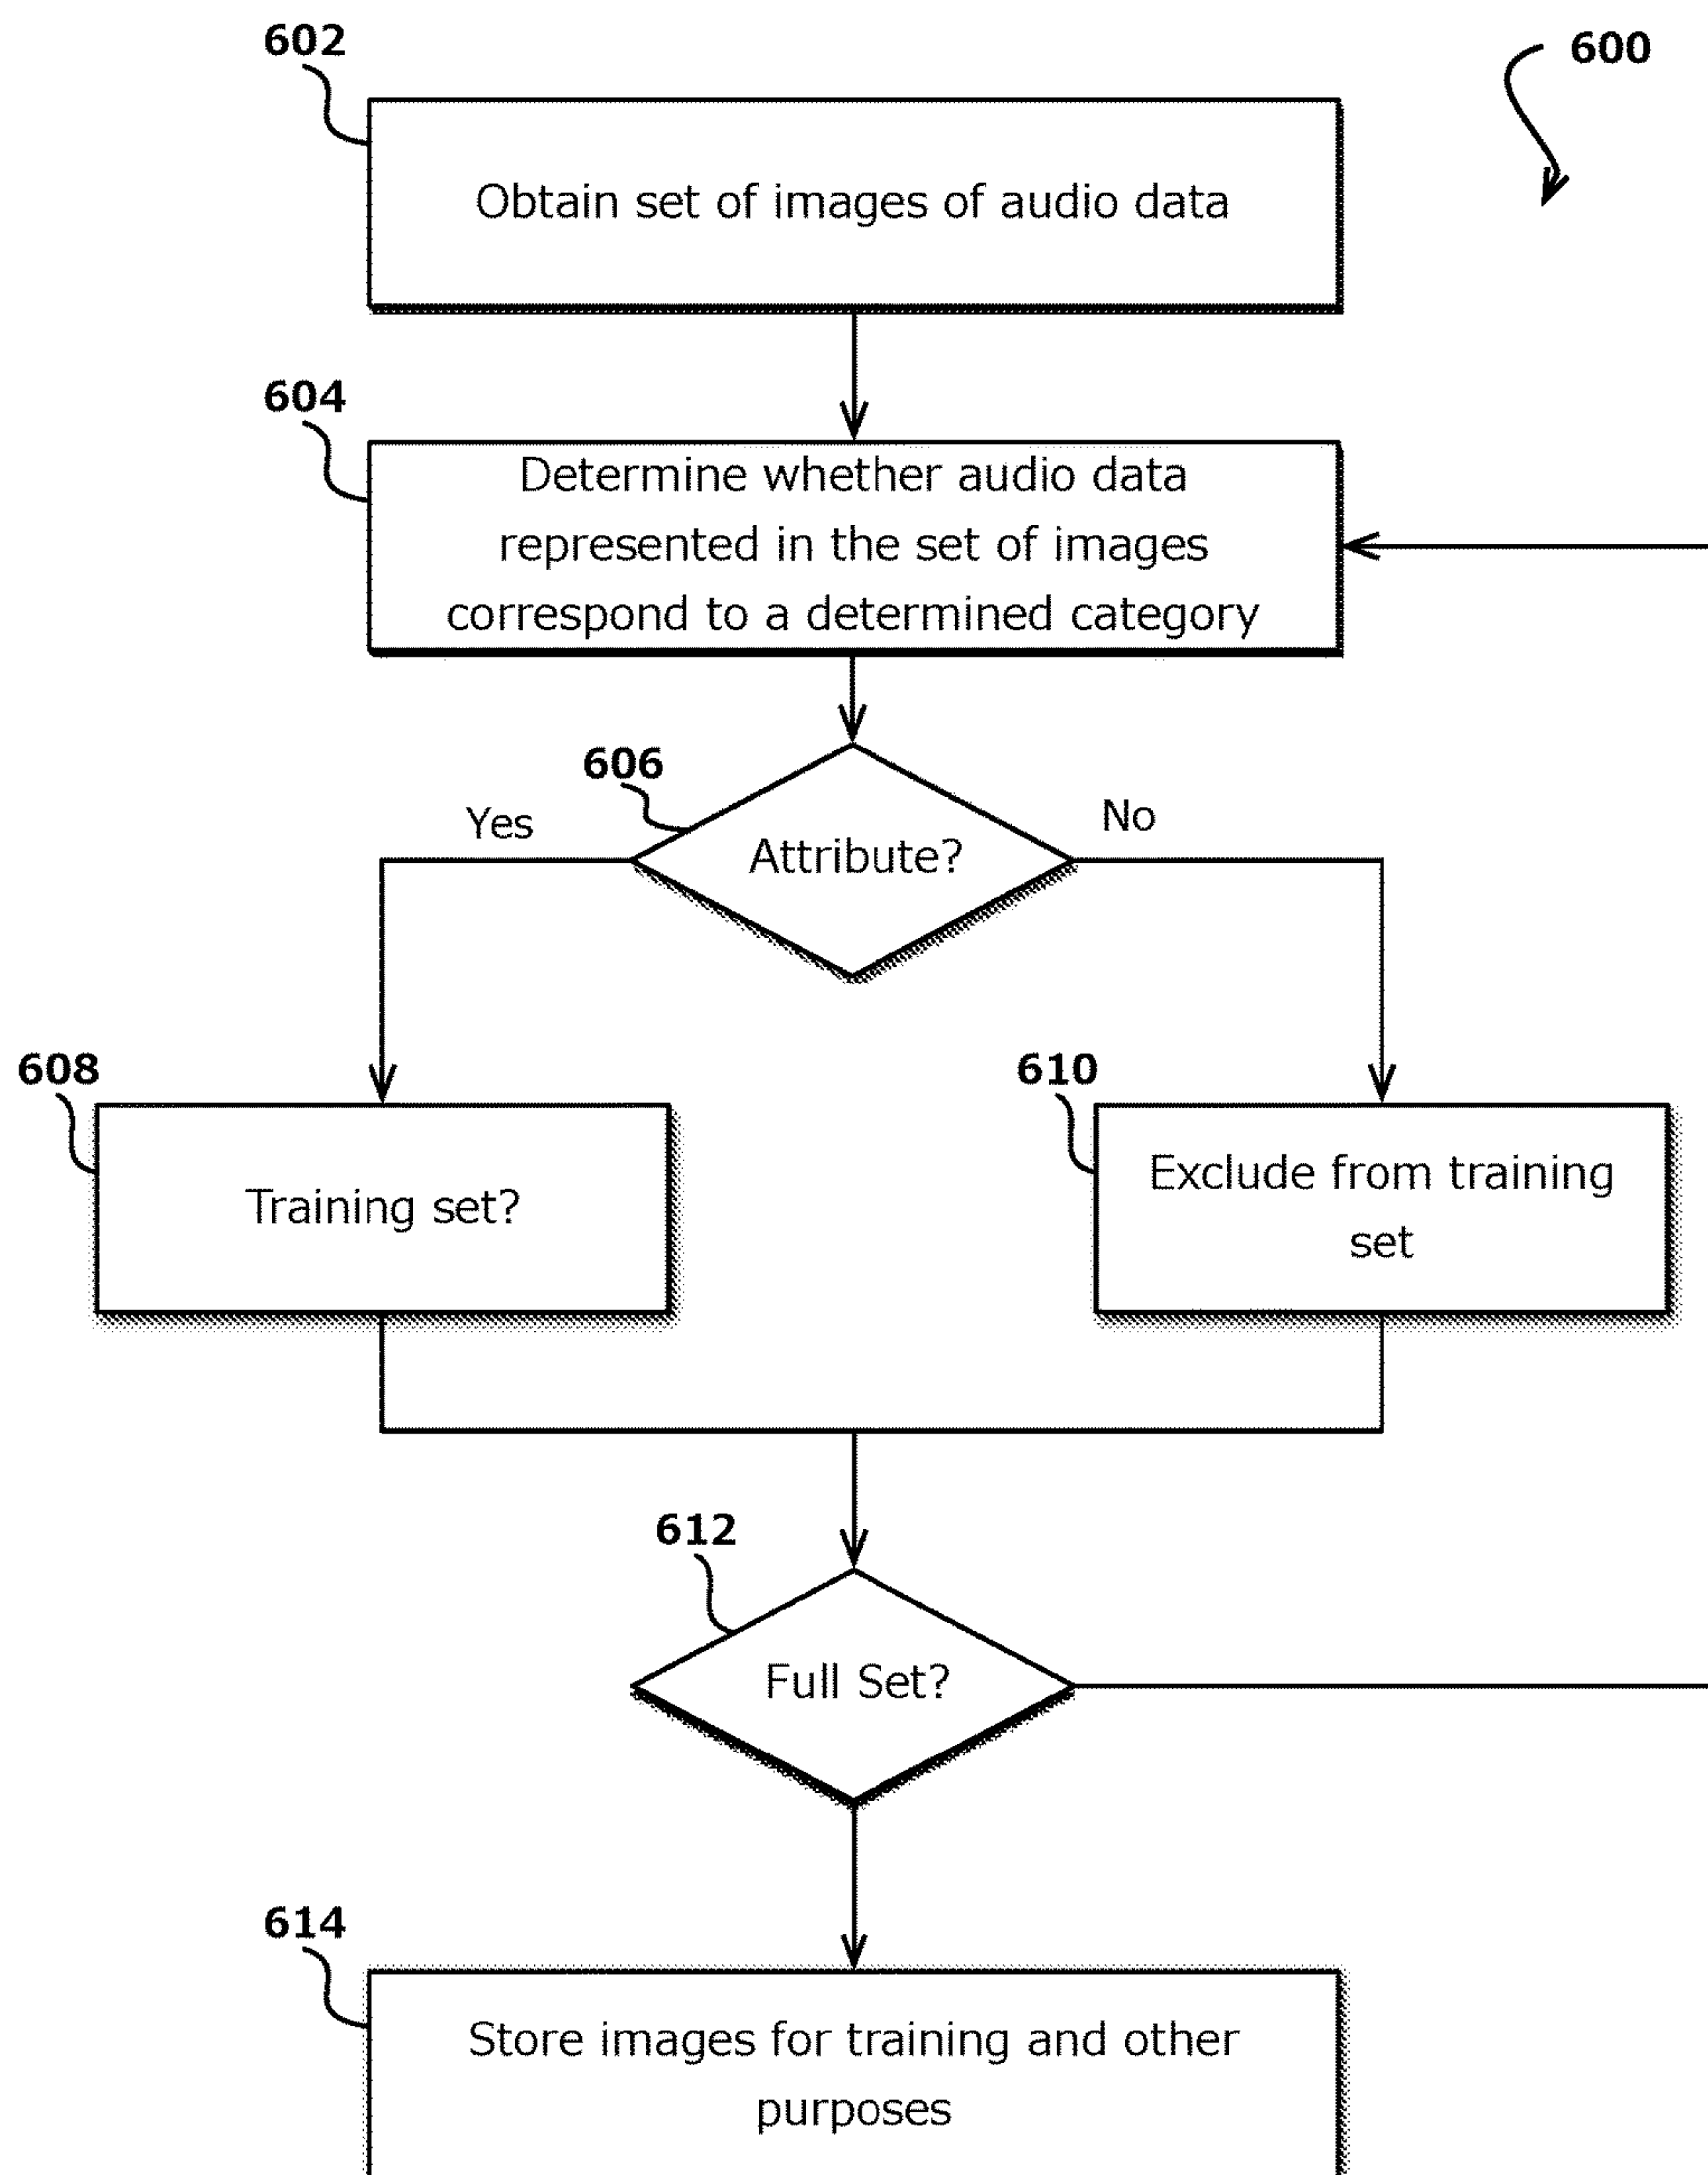 602
600
Obtain set of images of audio data
604
Determine whether audio data
represented in the set of images
correspond to a determined category
606
Yes
No
Attribute?
608
610
Training set?
Exclude from training
set
612
Full Set?
614
Store images for training and other
purposes